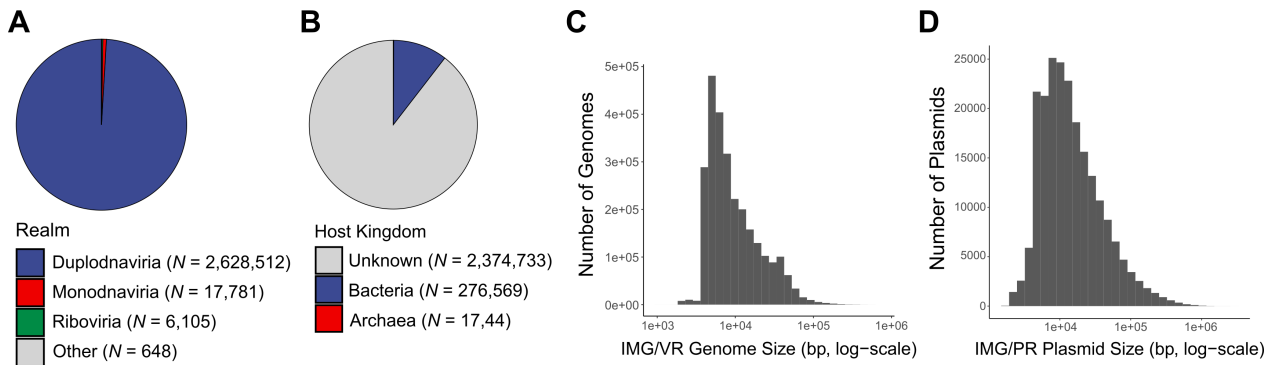 A
Realm
Duplodnaviria (N = 2,628,512)
Monodnaviria (N = 17,781)
Riboviria (N = 6,105)
Other (N = 648)
B
Host Kingdom
Unknown (N = 2,374,733)
Bacteria (N = 276,569)
Archaea (N = 17,44)
C
Number of Genomes
5e+05
4e+05
3e+05
2e+05
1e+05
0e+00
1e+03 1e+04 1e+05 1e+06
IMG/VR Genome Size (bp, log−scale)
D
Number of Plasmids
25000
20000
15000
10000
5000
0
1e+04 1e+05 1e+06
IMG/PR Plasmid Size (bp, log−scale)